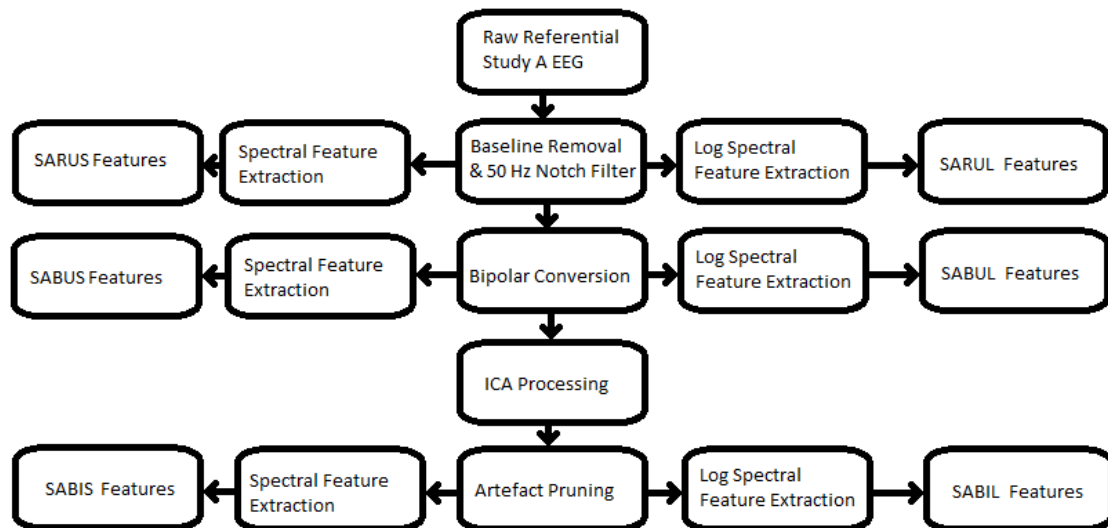 Raw Referential
Study A EEG
SARUS Features
Spectral Feature
Extraction
Baseline Removal
& 50 Hz Notch Filter
Log Spectral
Feature Extraction
SARUL Features
SABUS Features
Spectral Feature
Extraction
Bipolar Conversion
Log Spectral
Feature Extraction
SABUL Features
ICA Processing
SABIS Features
Spectral Feature
Extraction
Artefact Pruning
Log Spectral
Feature Extraction
SABIL Features